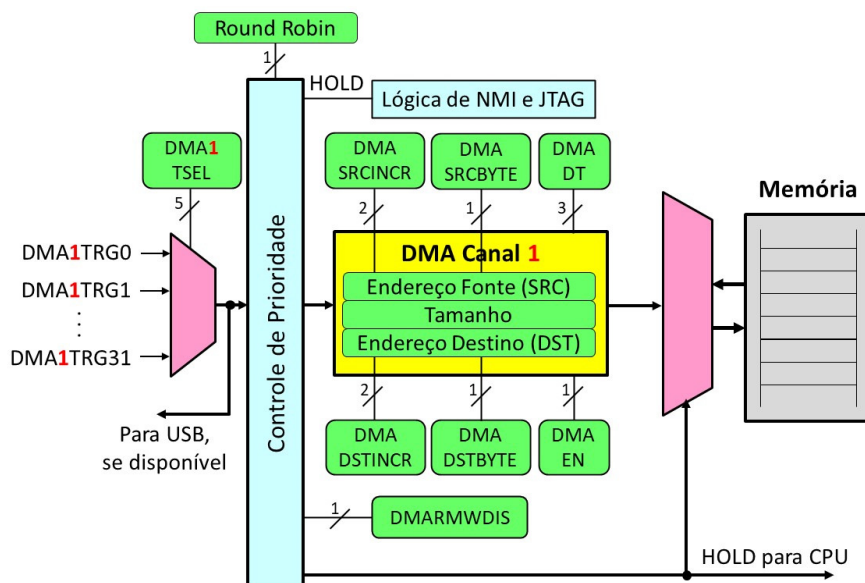 Round Robin
1
HOLD
Lógica de NMI e JTAG
DMA1
TSEL
DMA
SRCINCR
DMA
SRCBYTE
DMA
DT
Memória
5
2
1
3
DMA1TRG0
DMA1TRG1
⋮
DMA1TRG31
Controle de Prioridade
DMA Canal 1
Endereço Fonte (SRC)
Tamanho
Endereço Destino (DST)
2
1
1
Para USB,
se disponível
DMA
DSTINCR
DMA
DSTBYTE
DMA
EN
1
DMARMWDIS
HOLD para CPU